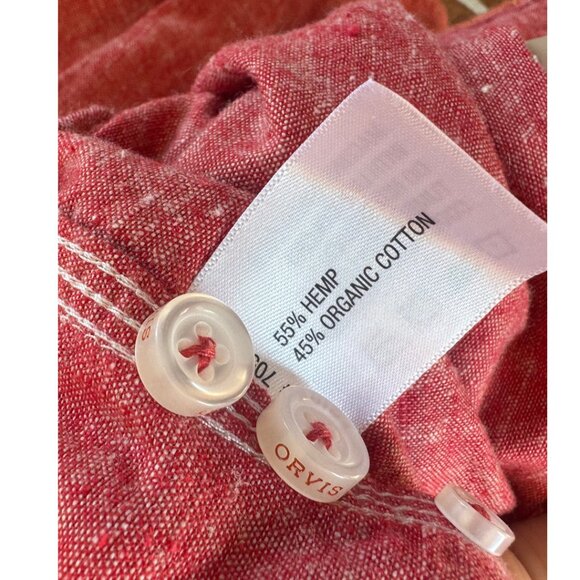 55% HEMP
45% ORGANIC COTTON
ORVIS